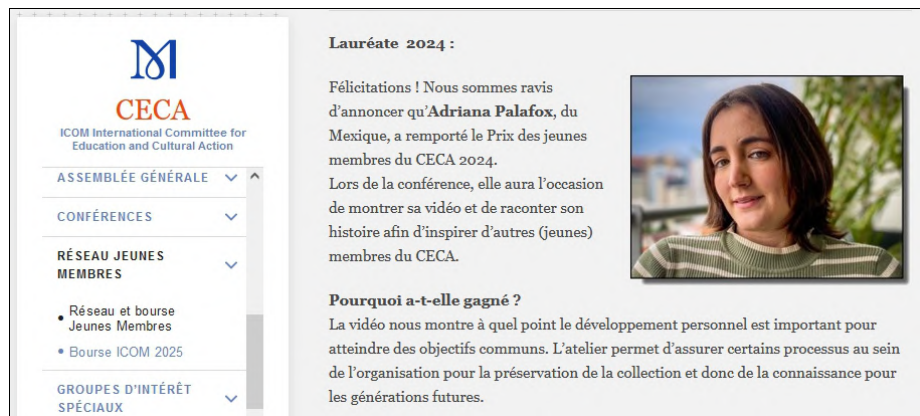 CECA
ICOM International Committee for
Education and Cultural Action
ASSEMBLÉE GÉNÉRALE
CONFÉRENCES
RÉSEAU JEUNES
MEMBRES
Réseau et bourse
Jeunes Membres
Bourse ICOM 2025
GROUPES D'INTÉRÊT
SPÉCIAUX
Lauréate 2024 :
Félicitations ! Nous sommes ravis
d’annoncer qu’Adriana Palafox, du
Mexique, a remporté le Prix des jeunes
membres du CECA 2024.
Lors de la conférence, elle aura l’occasion
de montrer sa vidéo et de raconter son
histoire afin d’inspirer d’autres (jeunes)
membres du CECA.
Pourquoi a-t-elle gagné ?
La vidéo nous montre à quel point le développement personnel est important pour
atteindre des objectifs communs. L’atelier permet d’assurer certains processus au sein
de l’organisation pour la préservation de la collection et donc de la connaissance pour
les générations futures.